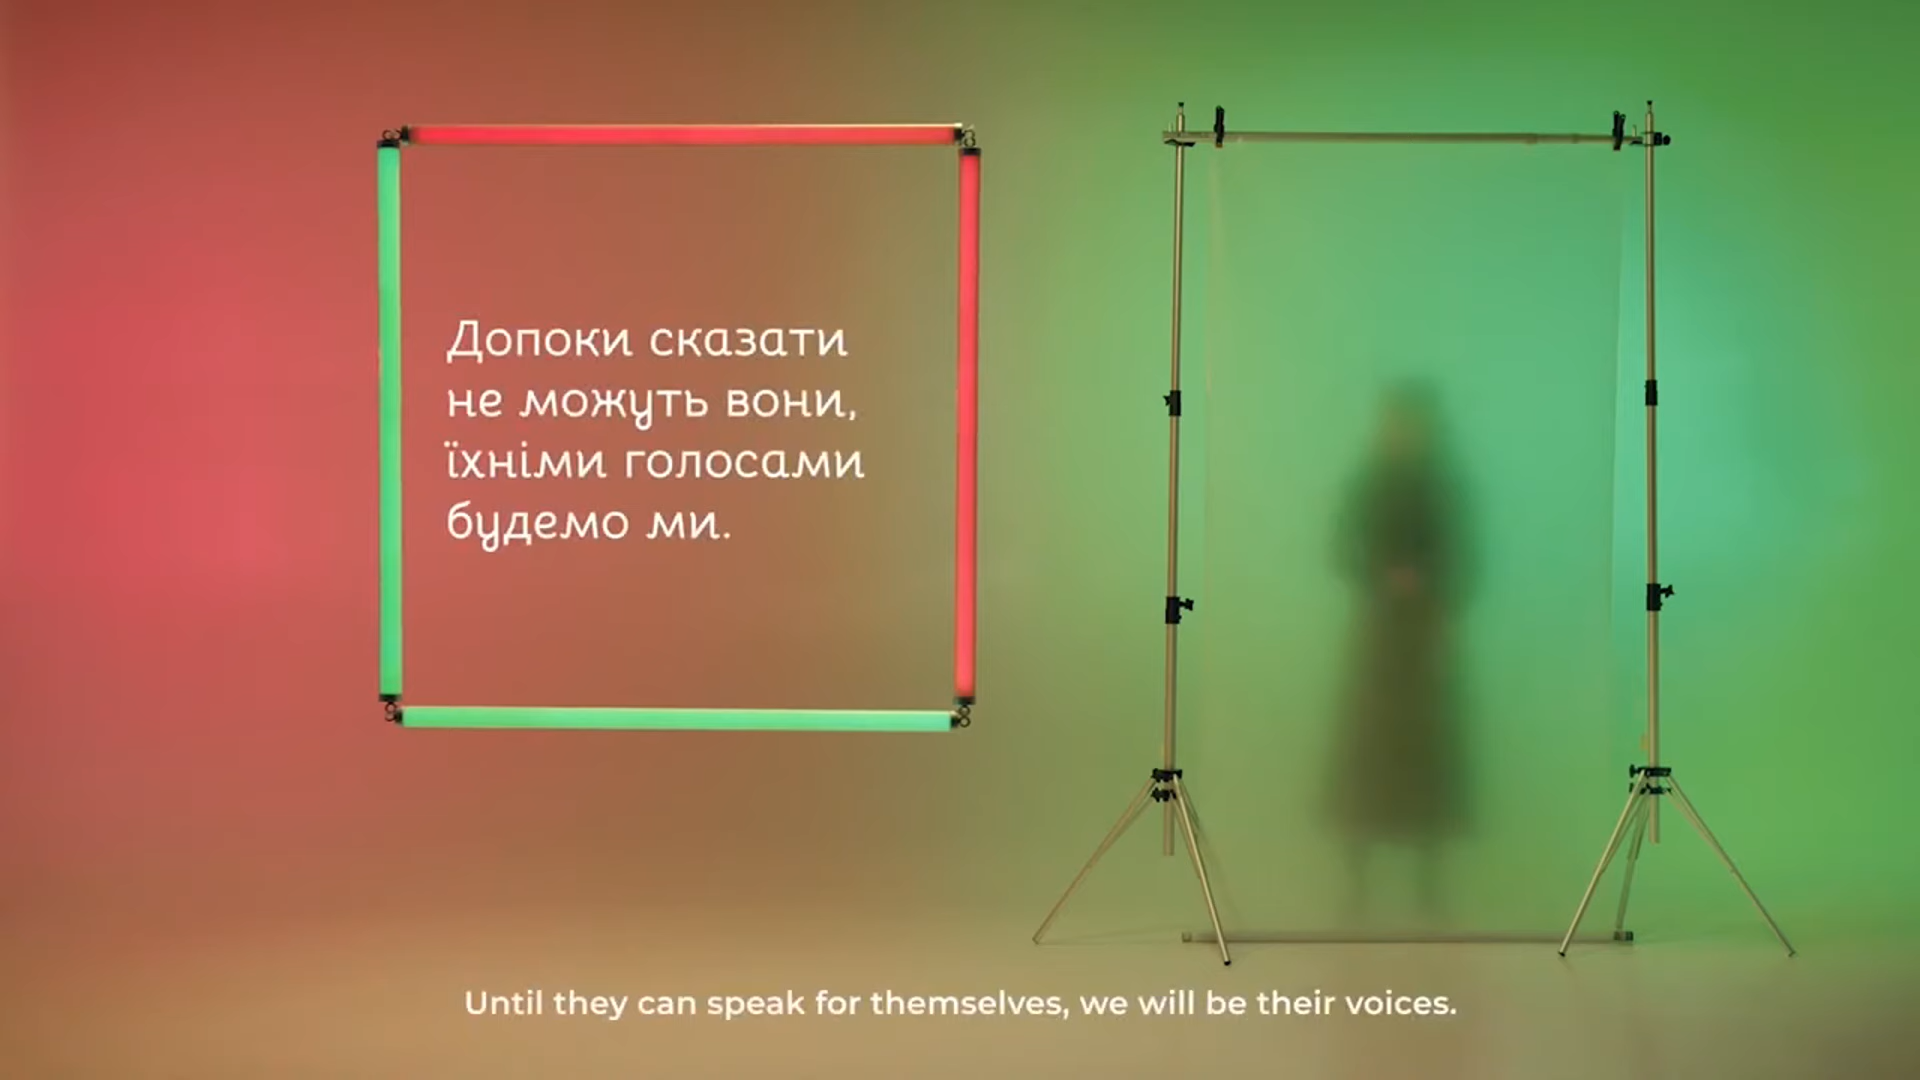 Допоки сказати
не можуть вони,
їхніми голосами
будемо ми.
Until they can speak for themselves, we will be their voices.